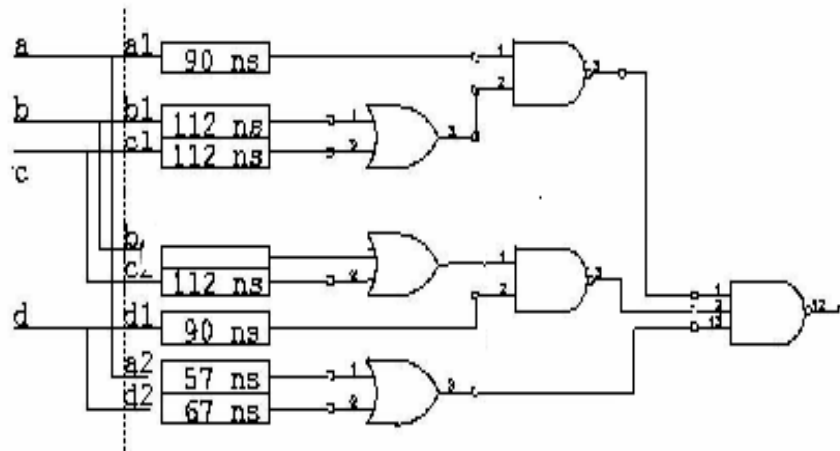 a a1 90 ns 1 3
2
b b1 112 ns 1
3
c1 112 ns 2
c
b
c2 112 ns 2 1 3
2
1
2 12
13
d d1 90 ns
a2 57 ns 1
3
d2 67 ns 2